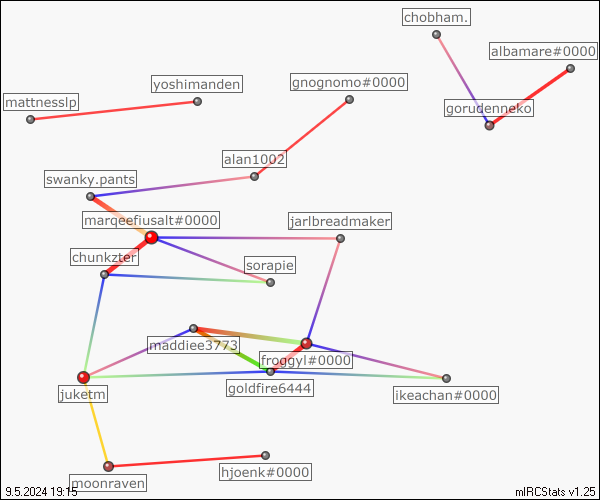 chobham.
albamare#0000
gnognomo#0000
yoshimanden
mattnesslp
gorudenneko
alan1002
swanky.pants
marqeefiusalt#0000
jarlbreadmaker
chunkzter
sorapie
maddiee3773
froggyl#0000
goldfire6444
juketm
ikeachan#0000
hjoenk#0000
moonraven
9.5.2024 19:15
mIRCStats v1.25